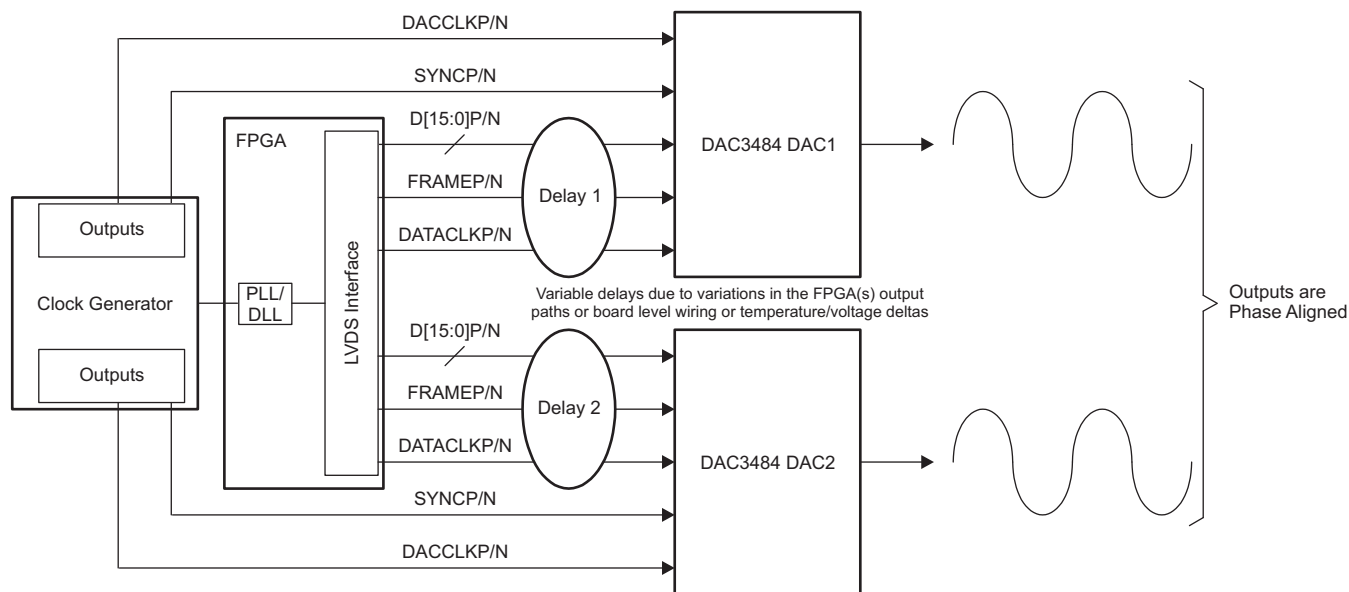 DACCLKP/N
SYNCP/N
D[15:0]P/N
FPGA
DAC3484 DAC1
FRAMEP/N
Delay 1
Outputs
DATACLKP/N
Clock Generator
PLL/
DLL
LVDS Interface
Variable delays due to variations in the FPGA(s) output
paths or board level wiring or temperature/voltage deltas
Outputs are
Phase Aligned
D[15:0]P/N
Outputs
FRAMEP/N
Delay 2
DATACLKP/N
DAC3484 DAC2
SYNCP/N
DACCLKP/N